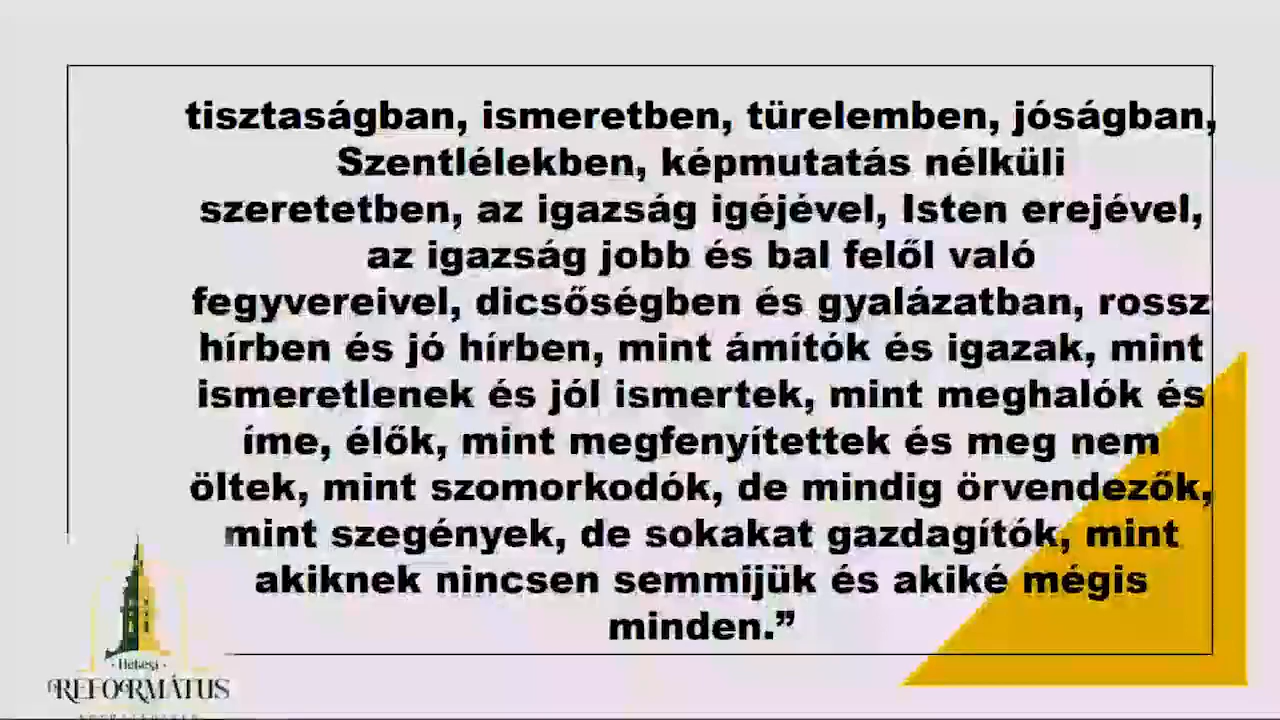 tisztaságban, ismeretben, türelemben, jóságban,
Szentlélekben, képmutatás nélküli
szeretetben, az igazság igéjével, Isten erejével,
az igazság jobb és bal felől való
fegyvereivel, dicsőségben és gyalázatban, rossz
hírben és jó hírben, mint ámítók és igazak, mint
ismeretlenek és jól ismertek, mint meghalók és
íme, élők, mint megfenyítettek és meg nem
öltek, mint szomorkodók, de mindig örvendezők,
mint szegények, de sokakat gazdagítók, mint
akiknek nincsen semmijük és akiké mégis
minden.”
REFORMÁTUS